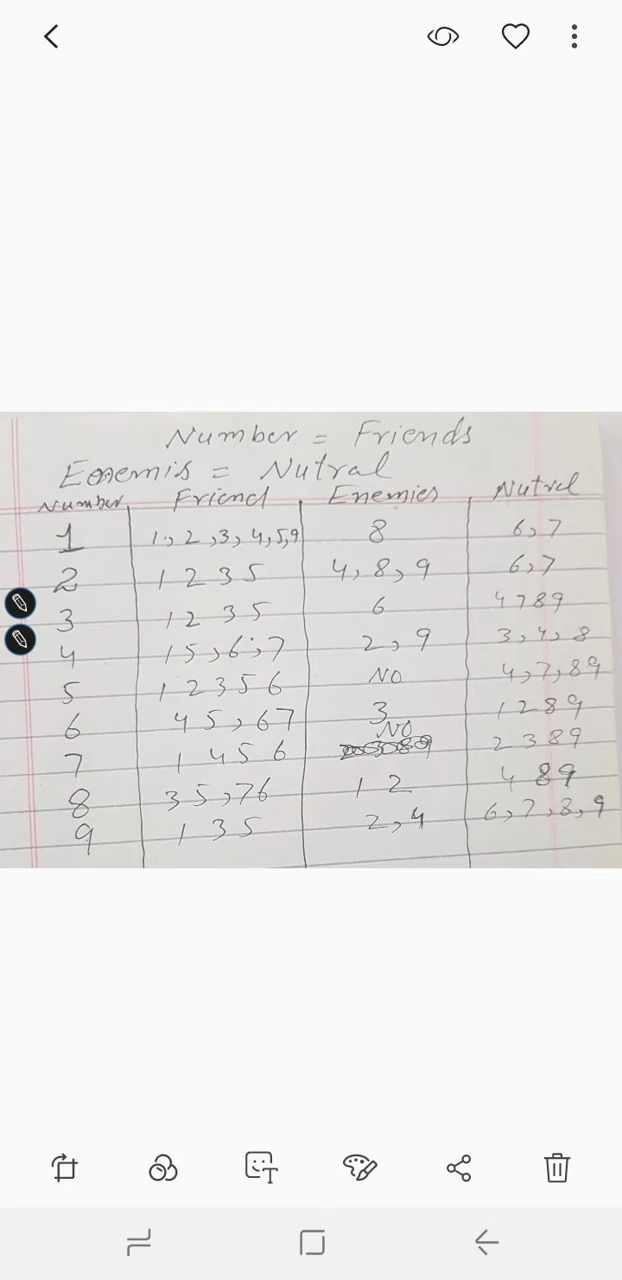 Number = Friends
Enemis = Nutral
Number Friend Enemies Nutrel
1 1, 2, 3, 4, 5, 9 8 6, 7
2 1 2 3 5 4, 8, 9 6, 7
3 1 2 3 5 6 4 7 8 9
4 1 5, 6, 7 2, 9 3, 4, 8
5 1 2 3 5 6 NO 4, 7, 8 9
6 4 5, 6 7 3 1 2 8 9
7 1 4 5 6 NO 2 3 8 9
8 3 5, 7 6 1 2 4 8 9
9 1 3 5 2, 4 6, 7, 8, 9